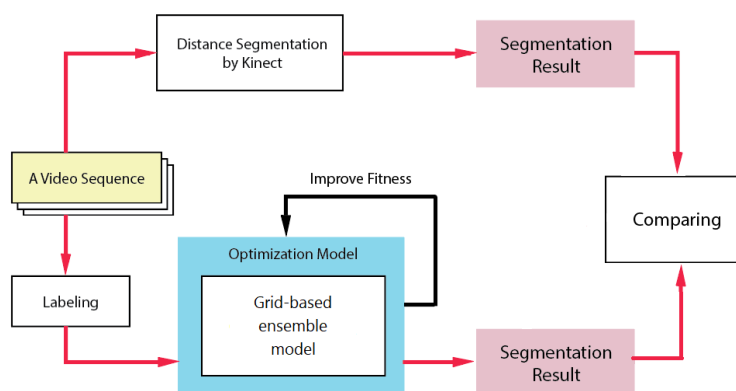 Distance Segmentation
by Kinect
Segmentation
Result
A Video Sequence
Improve Fitness
Comparing
Optimization Model
Labeling
Grid-based
ensemble
model
Segmentation
Result